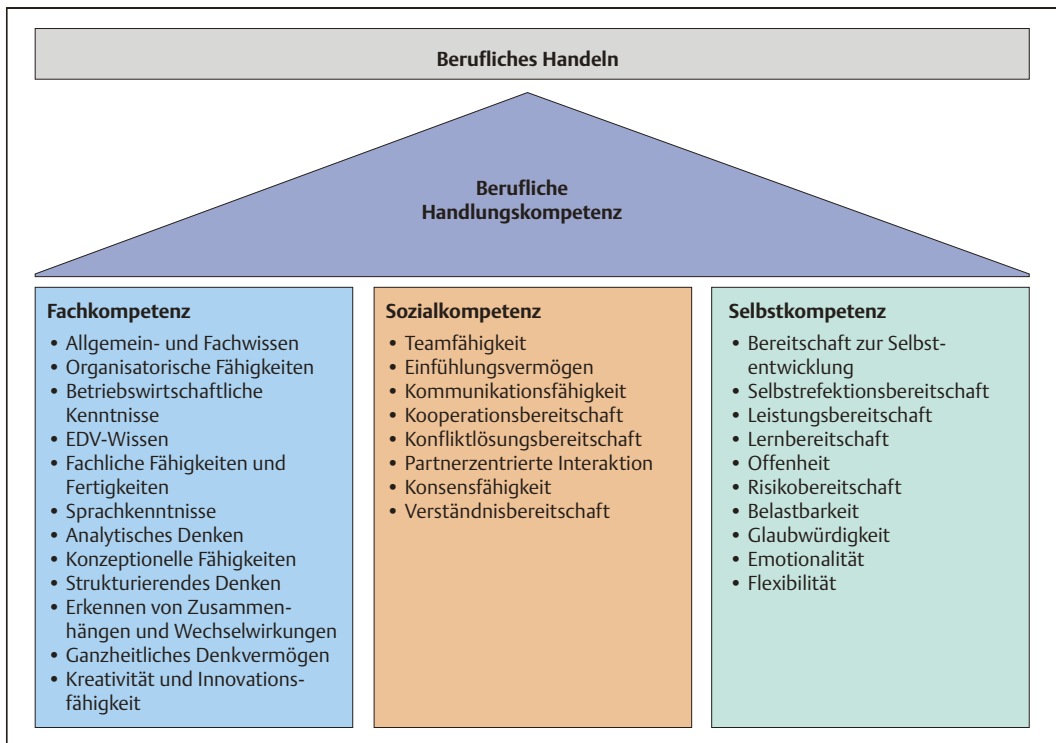 Berufliches Handeln
Berufliche
Handlungskompetenz
Fachkompetenz
• Allgemein- und Fachwissen
• Organisatorische Fähigkeiten
• Betriebswirtschaftliche
Kenntnisse
• EDV-Wissen
• Fachliche Fähigkeiten und
Fertigkeiten
• Sprachkenntnisse
• Analytisches Denken
• Konzeptionelle Fähigkeiten
• Strukturierendes Denken
• Erkennen von Zusammen-
hängen und Wechselwirkungen
• Ganzheitliches Denkvermögen
• Kreativität und Innovations-
fähigkeit
Sozialkompetenz
• Teamfähigkeit
• Einfühlungsvermögen
• Kommunikationsfähigkeit
• Kooperationsbereitschaft
• Konfliktlösungsbereitschaft
• Partnerzentrierte Interaktion
• Konsensfähigkeit
• Verständnisbereitschaft
Selbstkompetenz
• Bereitschaft zur Selbst-
entwicklung
• Selbstrefektionsbereitschaft
• Leistungsbereitschaft
• Lernbereitschaft
• Offenheit
• Risikobereitschaft
• Belastbarkeit
• Glaubwürdigkeit
• Emotionalität
• Flexibilität